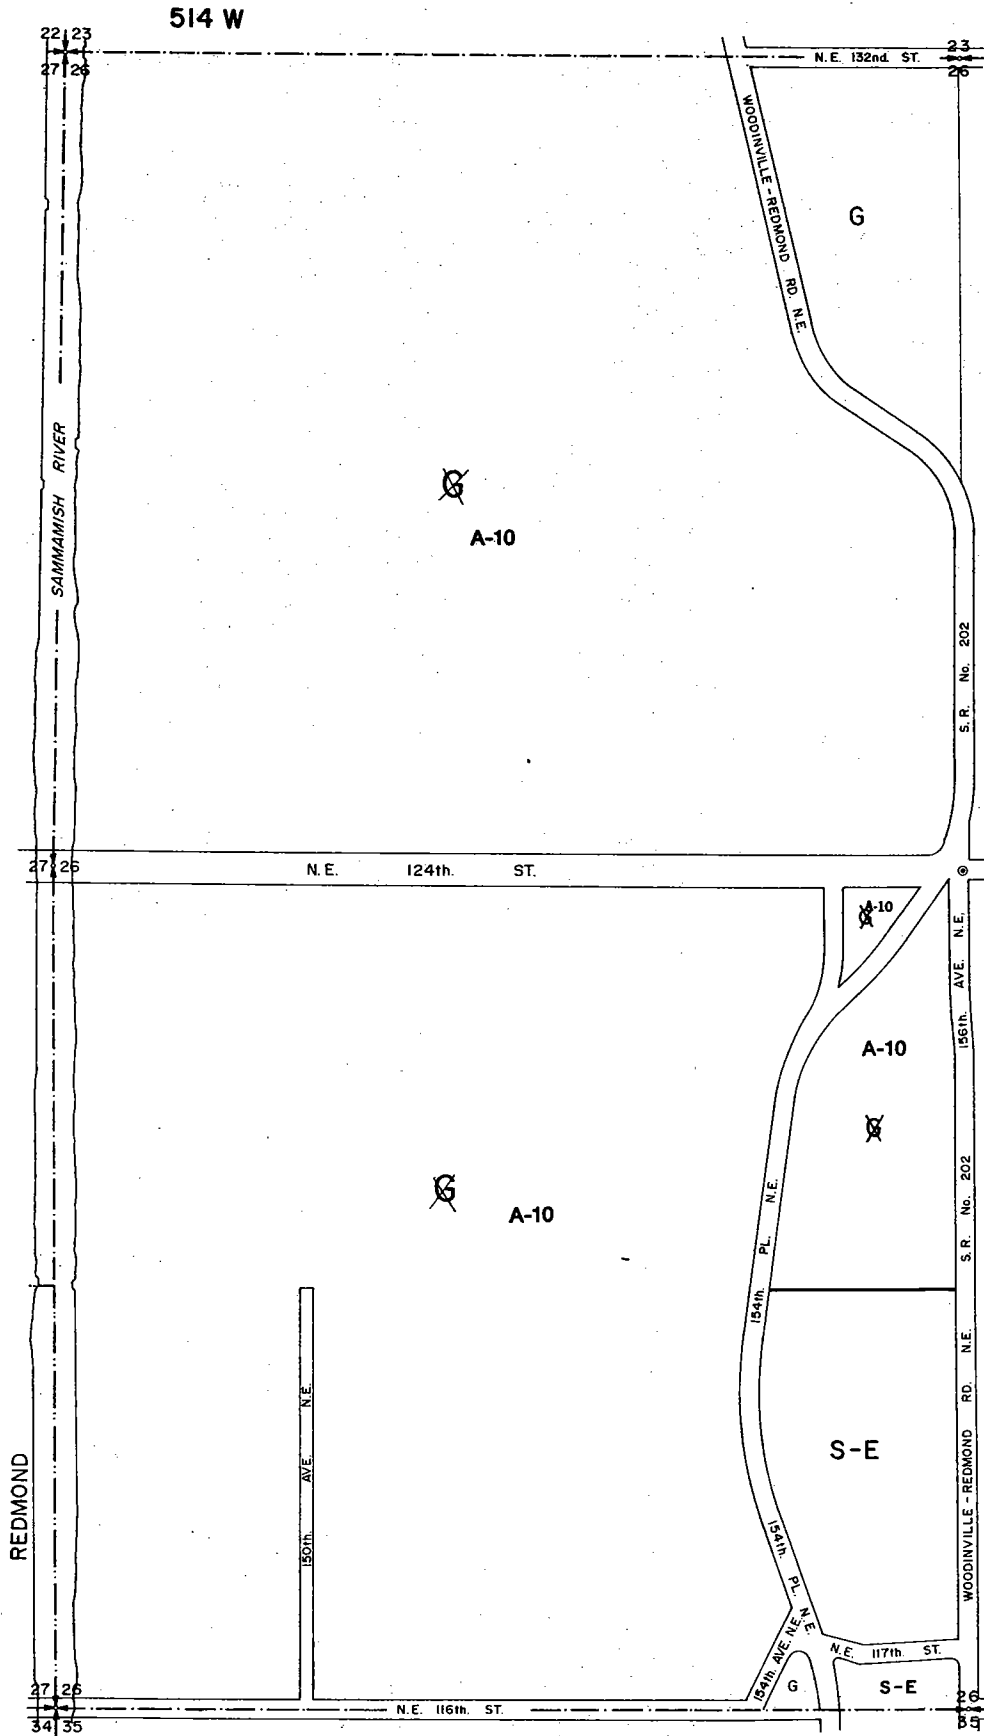 514 W
22 23
27 26
23
26
N.E. 132nd. ST.
WOODINVILLE - REDMOND RD. N.E.
G
SAMMAMISH RIVER
G
A-10
S.R. No. 202
27 26
N.E. 124th. ST.
A-10
G
156th. AVE. N.E.
A-10
G
G
A-10
154th. PL. N.E.
S.R. No. 202
150th. AVE. N.E.
S-E
WOODINVILLE - REDMOND RD. N.E.
REDMOND
154th. PL. N.E.
154th. AVE. N.E.
N.E. 117th. ST.
G
S-E
27 26
34 35
N.E. 116th. ST.
26
35